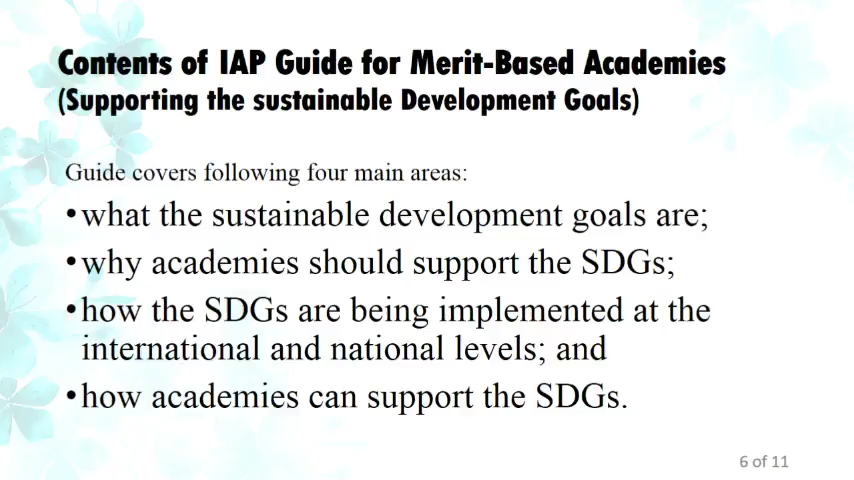 Contents of IAP Guide for Merit-Based Academies
(Supporting the sustainable Development Goals)
Guide covers following four main areas:
•what the sustainable development goals are;
•why academies should support the SDGs;
•how the SDGs are being implemented at the
international and national levels; and
•how academies can support the SDGs.
6 of 11